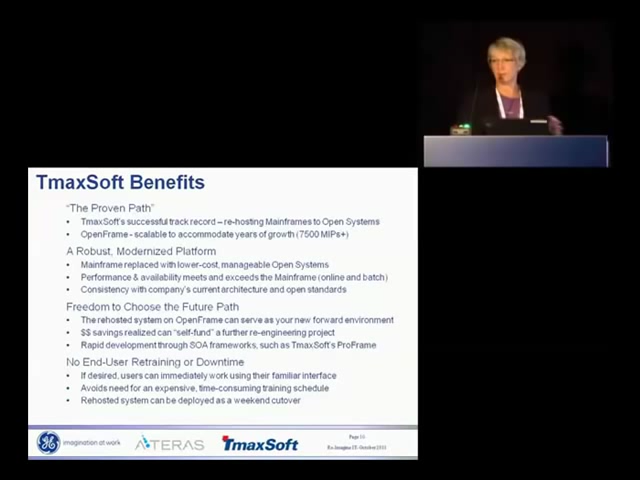 TmaxSoft Benefits
"The Proven Path"
• TmaxSoft's successful track record – re-hosting Mainframes to Open Systems
• OpenFrame - scalable to accommodate years of growth (7500 MIPs+)
A Robust, Modernized Platform
• Mainframe replaced with lower-cost, manageable Open Systems
• Performance & availability meets and exceeds the Mainframe (online and batch)
• Consistency with company's current architecture and open standards
Freedom to Choose the Future Path
• The rehosted system on OpenFrame can serve as your new forward environment
• $$ savings realized can "self-fund" a further re-engineering project
• Rapid development through SOA frameworks, such as TmaxSoft's ProFrame
No End-User Retraining or Downtime
• If desired, users can immediately work using their familiar interface
• Avoids need for an expensive, time-consuming training schedule
• Rehosted system can be deployed as a weekend cutover
imagination at work
ATERAS
TmaxSoft
Page
October 2011